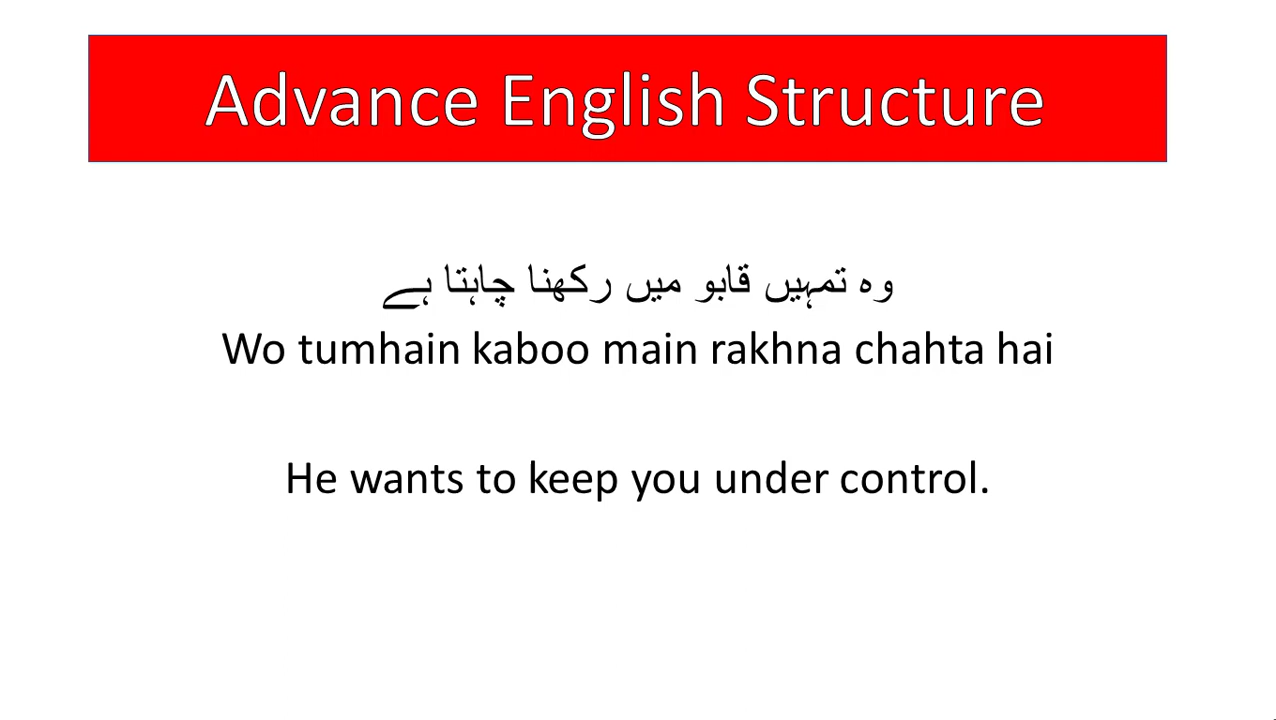 Advance English Structure
وہ تمہیں قابو میں رکھنا چاہتا ہے
Wo tumhain kaboo main rakhna chahta hai
He wants to keep you under control.